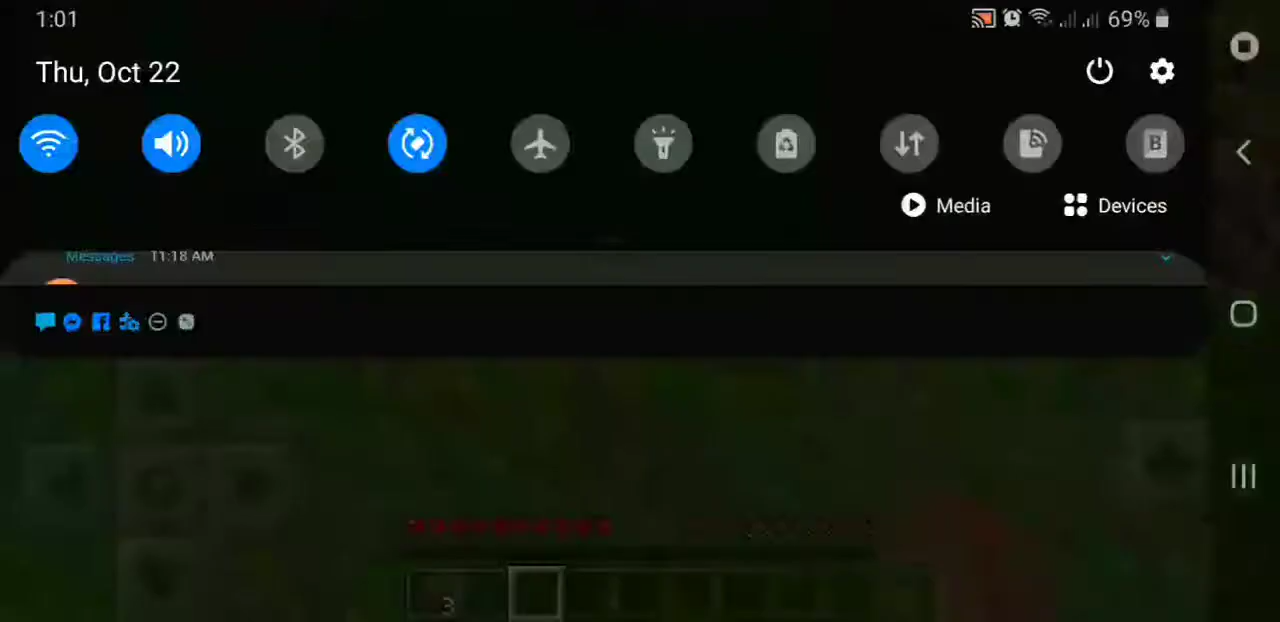 1:01
69%
Thu, Oct 22
B
Media
Devices
Messages 11:18 AM
3